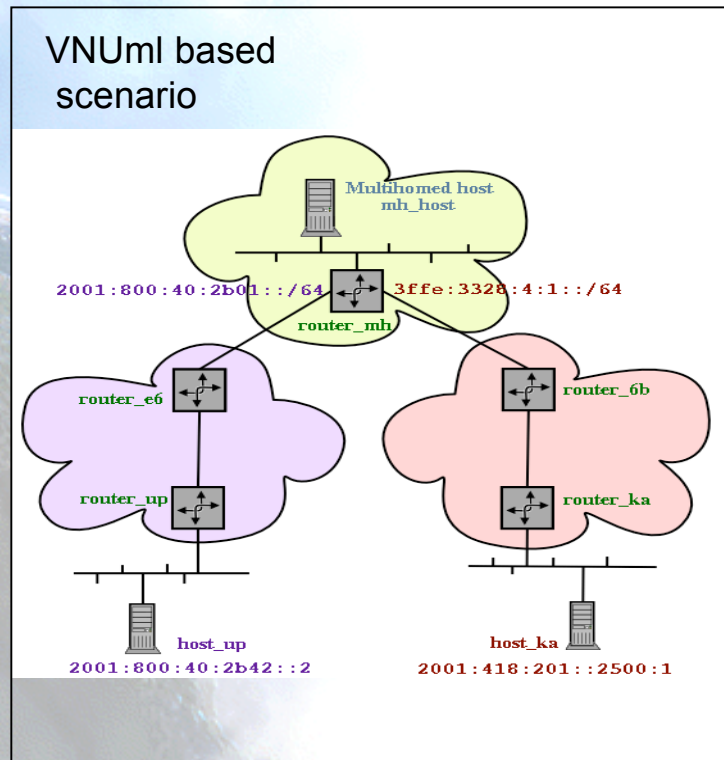 VNUml based
scenario
Multihomed host
mh_host
2001:800:40:2b01::/64
3ffe:3328:4:1::/64
router_mh
router_e6
router_6b
router_up
router_ka
host_up
host_ka
2001:800:40:2b42::2
2001:418:201::2500:1